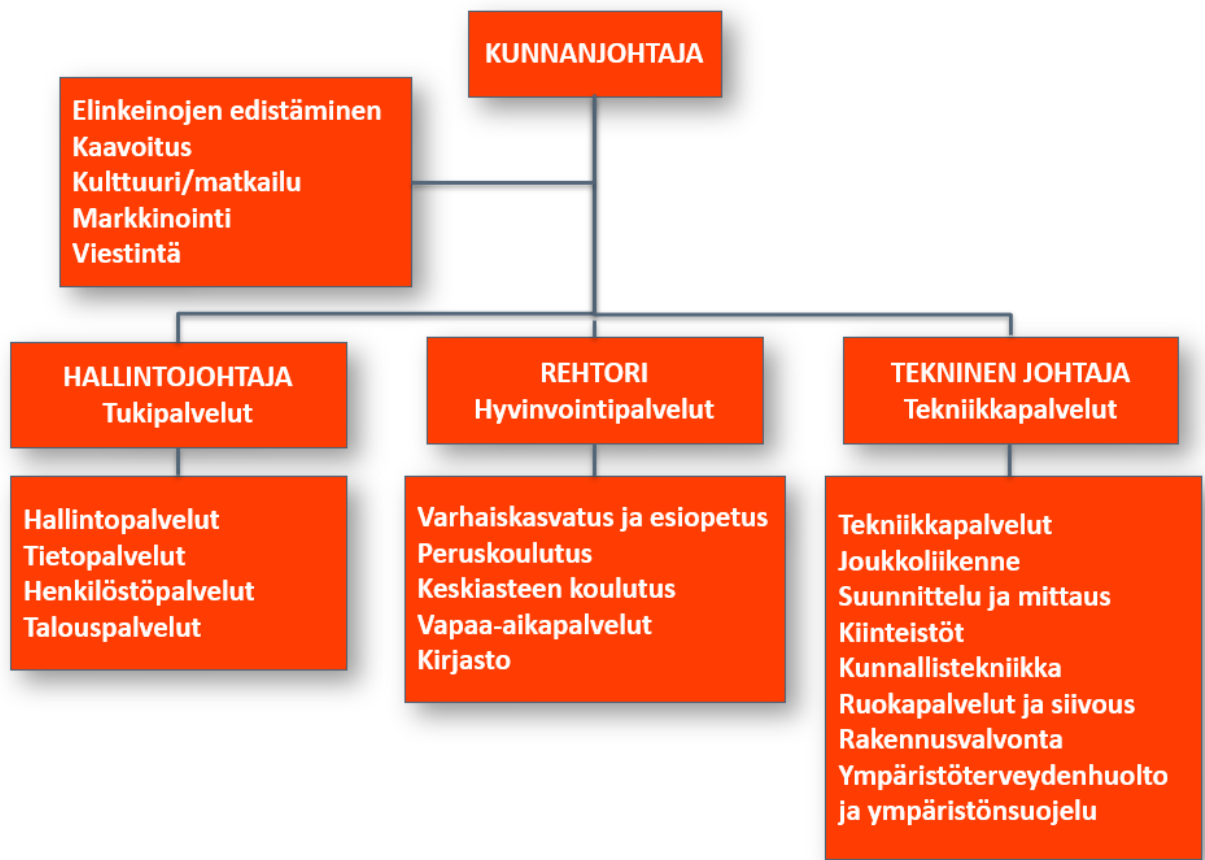 KUNNANJOHTAJA
Elinkeinojen edistäminen
Kaavoitus
Kulttuuri/matkailu
Markkinointi
Viestintä
HALLINTOJOHTAJA
Tukipalvelut
REHTORI
Hyvinvointipalvelut
TEKNINEN JOHTAJA
Tekniikkapalvelut
Hallintopalvelut
Tietopalvelut
Henkilöstöpalvelut
Talouspalvelut
Varhaiskasvatus ja esiopetus
Peruskoulutus
Keskiasteen koulutus
Vapaa-aikapalvelut
Kirjasto
Tekniikkapalvelut
Joukkoliikenne
Suunnittelu ja mittaus
Kiinteistöt
Kunnallistekniikka
Ruokapalvelut ja siivous
Rakennusvalvonta
Ympäristöterveydenhuolto
ja ympäristönsuojelu